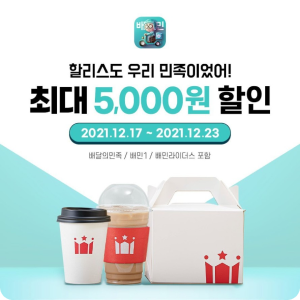 배민
할리스도 우리 민족이었어!
최대 5,000원 할인
2021.12.17 ~ 2021.12.23
배달의민족 / 배민1 / 배민라이더스 포함